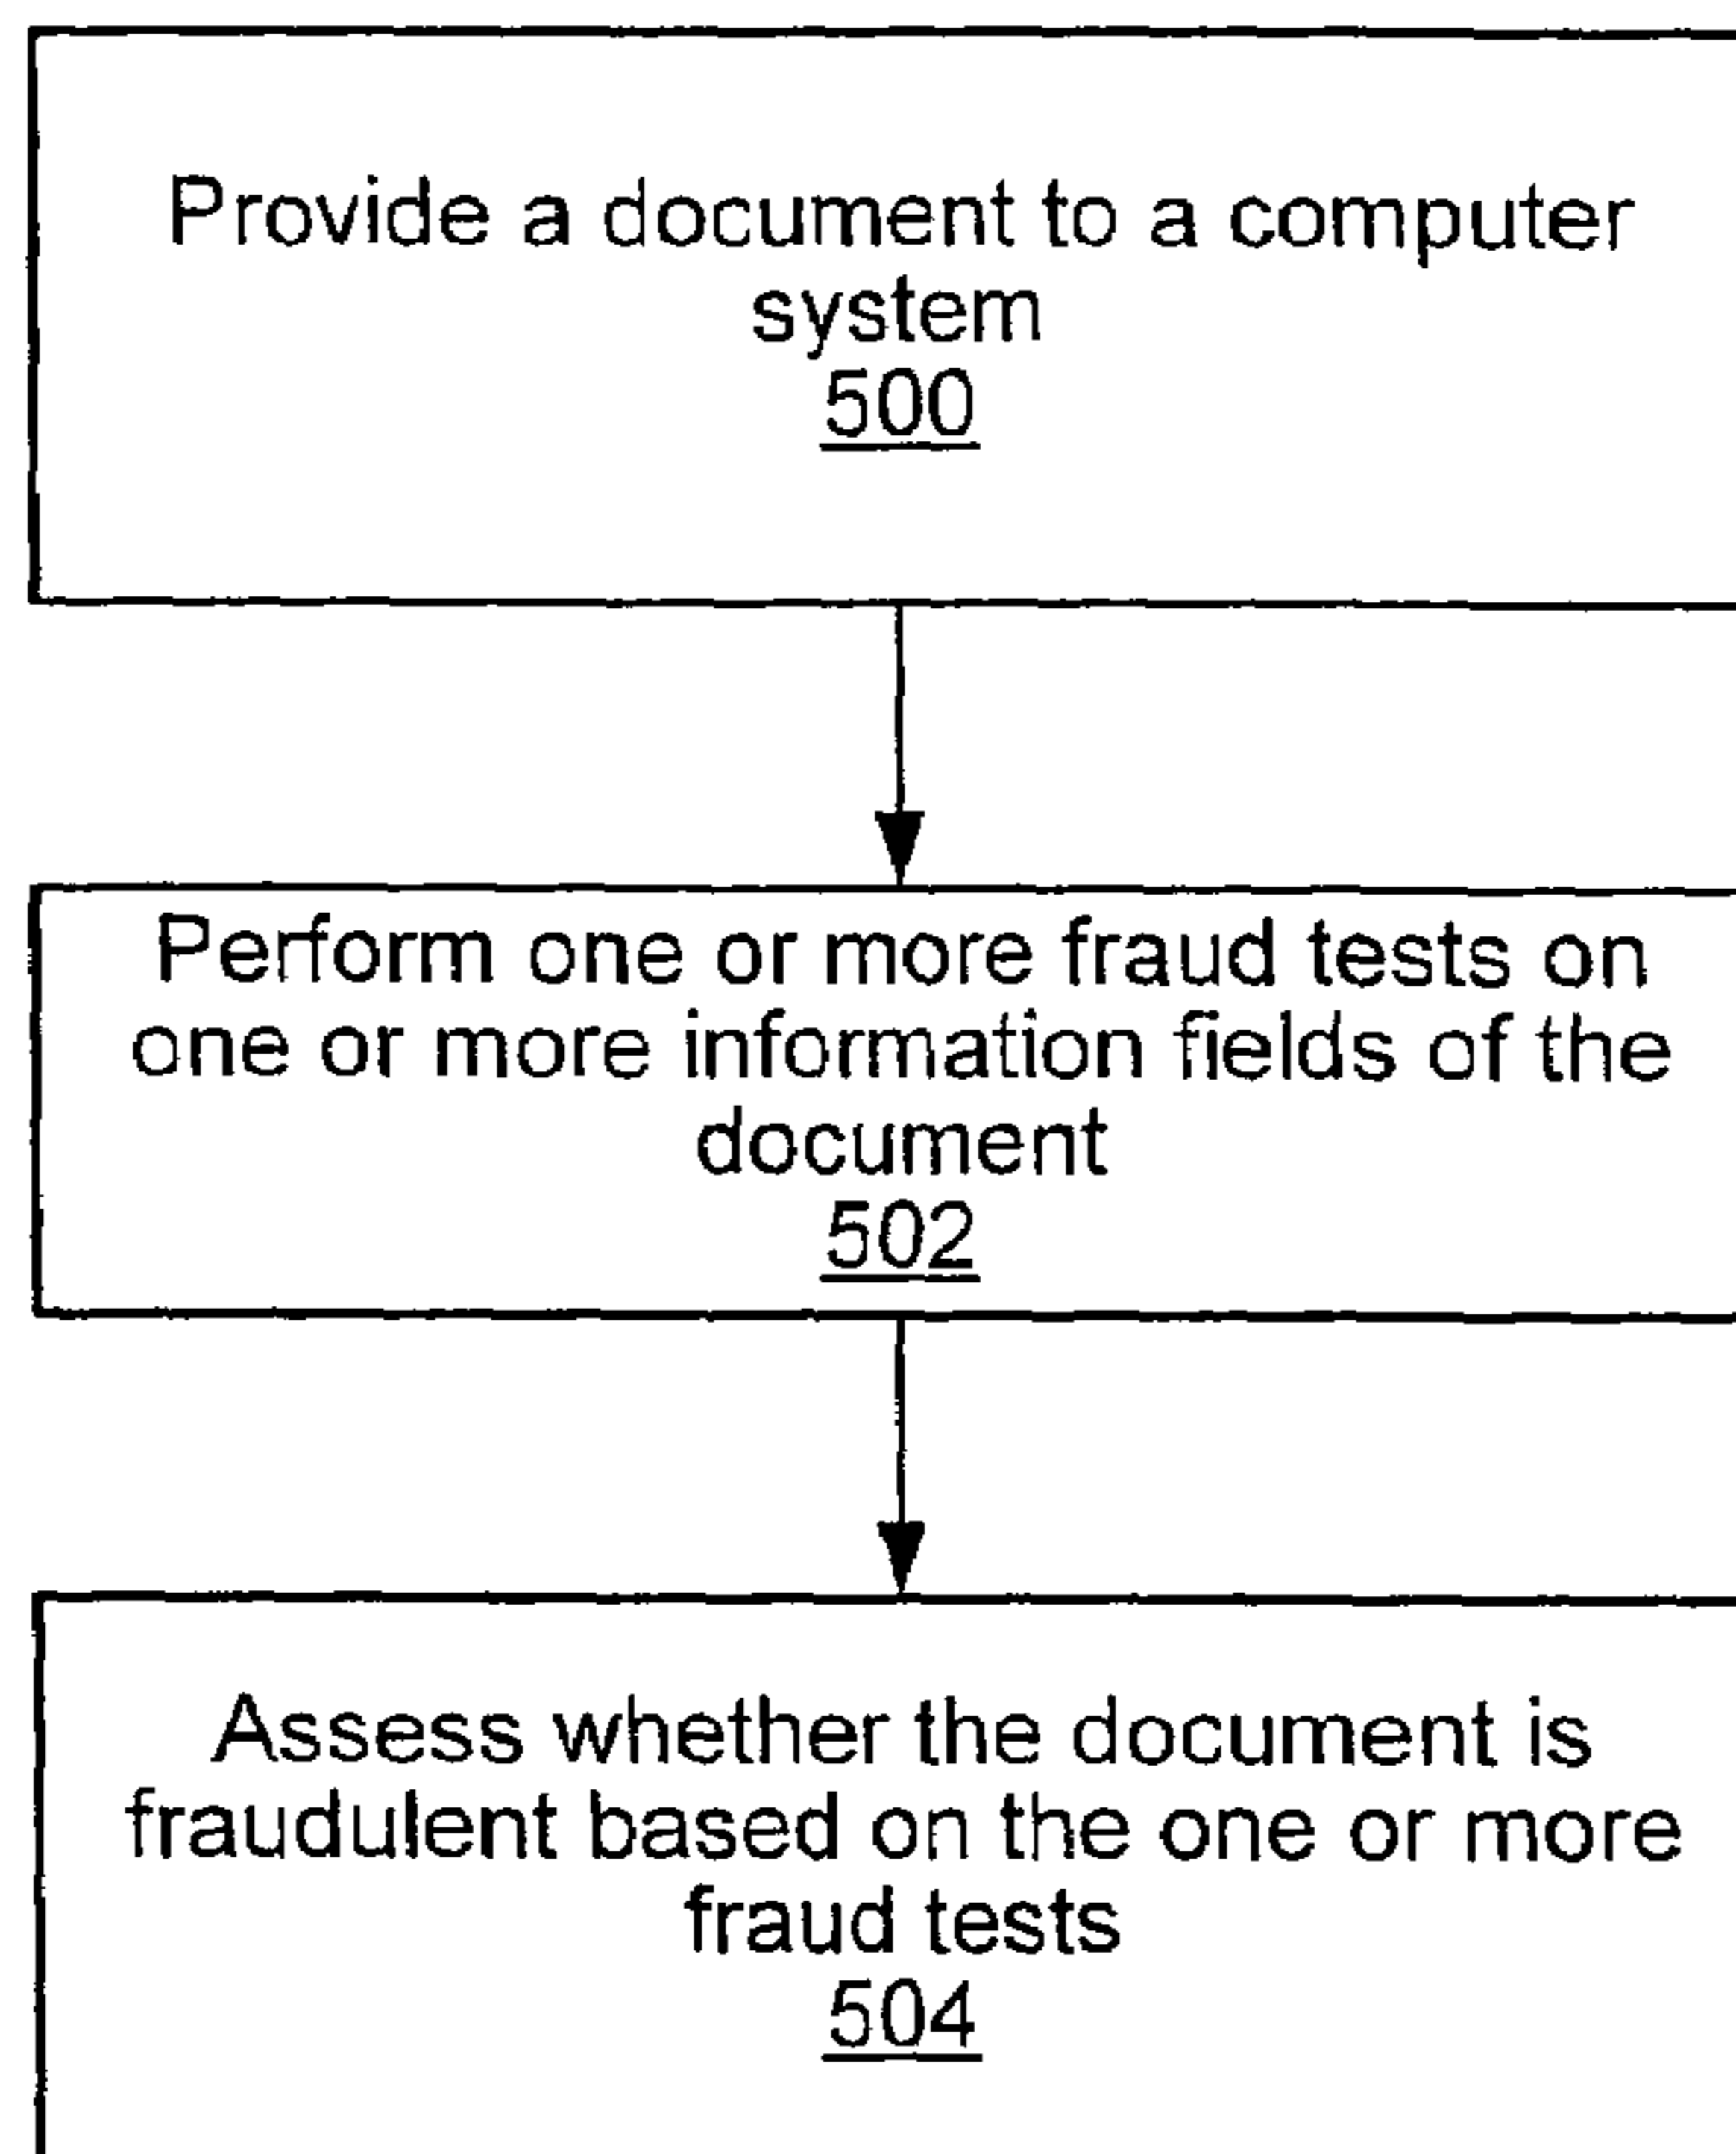 Provide a document to a computer
system
500
Perform one or more fraud tests on
one or more information fields of the
document
502
Assess whether the document is
fraudulent based on the one or more
fraud tests
504